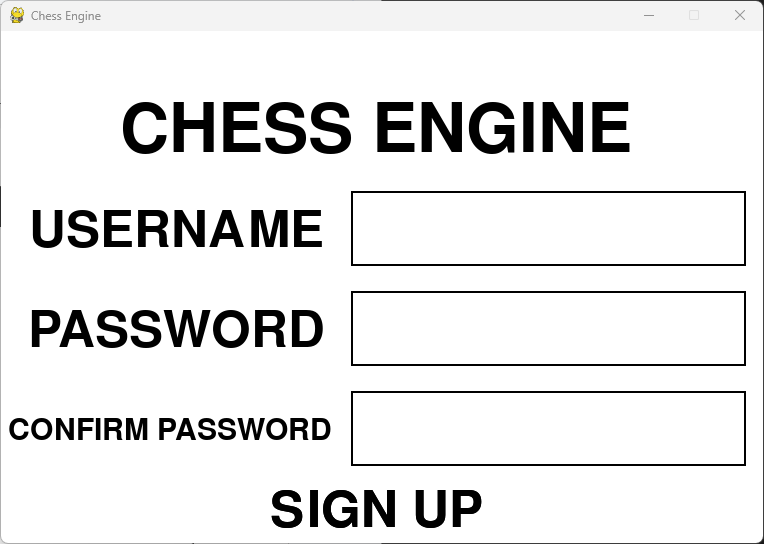 Chess Engine
CHESS ENGINE
USERNAME
PASSWORD
CONFIRM PASSWORD
SIGN UP